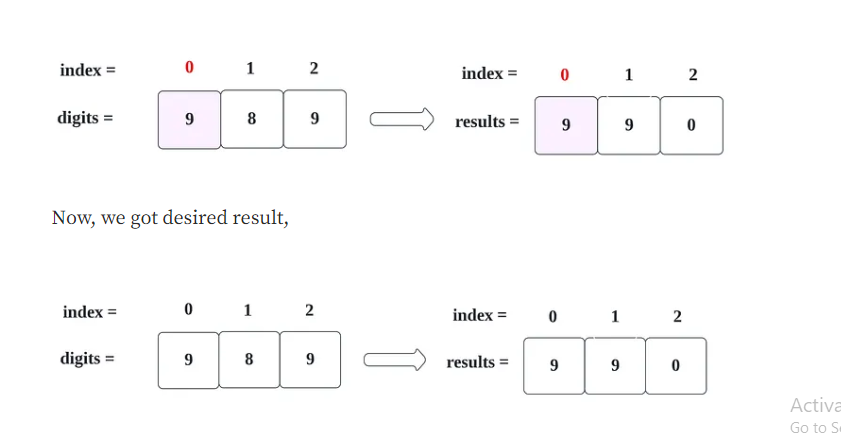 index = 0 1 2 index = 0 1 2
digits = 9 8 9 results = 9 9 0
Now, we got desired result,
index = 0 1 2 index = 0 1 2
digits = 9 8 9 results = 9 9 0
Activa
Go to S